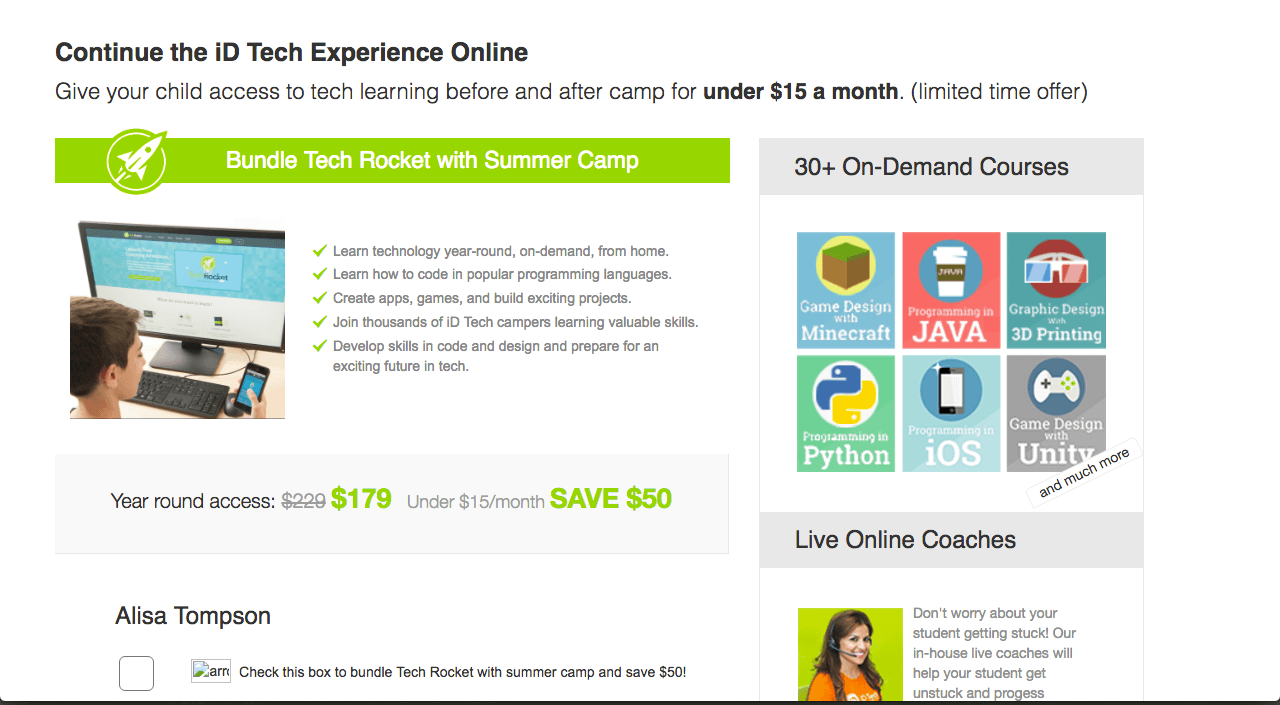 Continue the iD Tech Experience Online
Give your child access to tech learning before and after camp for under $15 a month. (limited time offer)
Bundle Tech Rocket with Summer Camp
Learn technology year-round, on-demand, from home.
Learn how to code in popular programming languages.
Create apps, games, and build exciting projects.
Join thousands of iD Tech campers learning valuable skills.
Develop skills in code and design and prepare for an
exciting future in tech.
Year round access: $229 $179 Under $15/month SAVE $50
Alisa Tompson
arro Check this box to bundle Tech Rocket with summer camp and save $50!
30+ On-Demand Courses
Game Design
with
Minecraft
JAVA
Programming in
JAVA
Graphic Design
With
3D Printing
Programming in
Python
Programming in
iOS
Game Design
with
Unity
and much more
Live Online Coaches
Don't worry about your
student getting stuck! Our
in-house live coaches will
help your student get
unstuck and progess